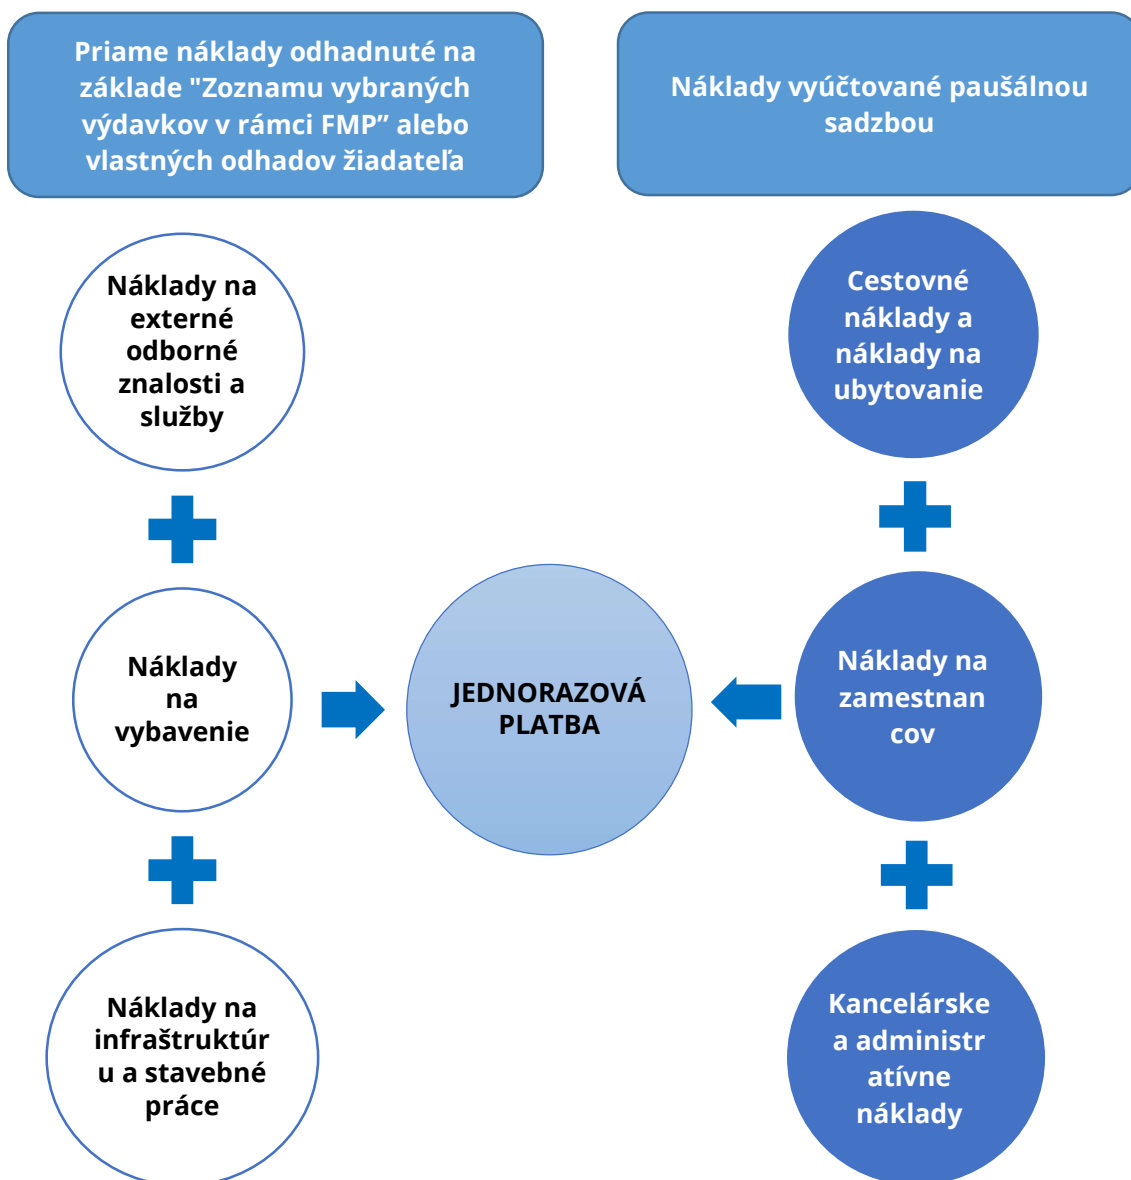 Priame náklady odhadnuté na
základe "Zoznamu vybraných
výdavkov v rámci FMP” alebo
vlastných odhadov žiadateľa
Náklady vyúčtované paušálnou
sadzbou
Náklady na
externé
odborné
znalosti a
služby
Cestovné
náklady a
náklady na
ubytovanie
Náklady
na
vybavenie
JEDNORAZOVÁ
PLATBA
Náklady na
zamestnan
cov
Náklady na
infraštruktúr
u a stavebné
práce
Kancelárske
a administr
atívne
náklady